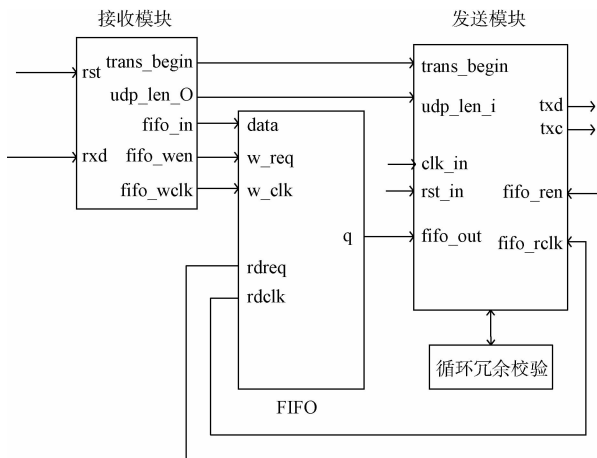 接收模块
发送模块
rst
trans_begin
udp_len_O
fifo_in
rxd
fifo_wen
fifo_wclk
data
w_req
w_clk
q
rdreq
rdclk
FIFO
trans_begin
udp_len_i
txd
txc
clk_in
rst_in
fifo_ren
fifo_out
fifo_rclk
循环冗余校验